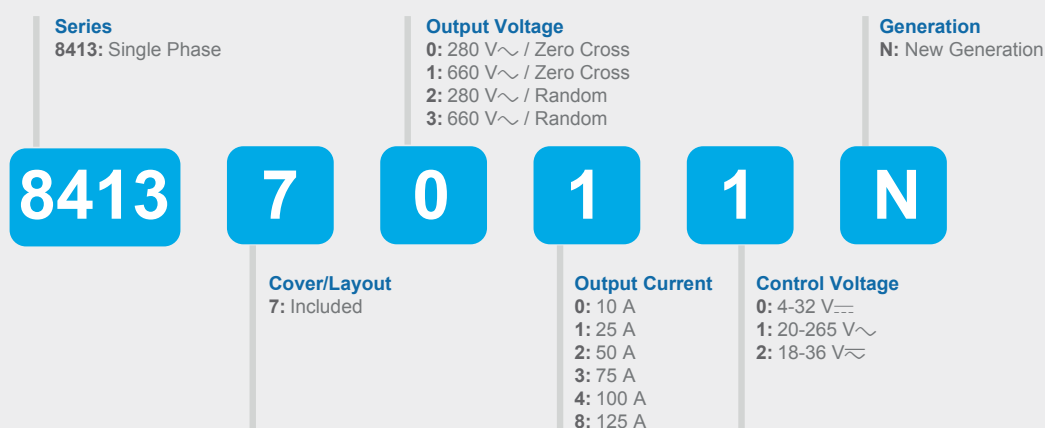 Series
8413: Single Phase
Output Voltage
0: 280 V∿ / Zero Cross
1: 660 V∿ / Zero Cross
2: 280 V∿ / Random
3: 660 V∿ / Random
Generation
N: New Generation
8413 7 0 1 1 N
Cover/Layout
7: Included
Output Current
0: 10 A
1: 25 A
2: 50 A
3: 75 A
4: 100 A
8: 125 A
Control Voltage
0: 4-32 V⎓
1: 20-265 V∿
2: 18-36 V⏦